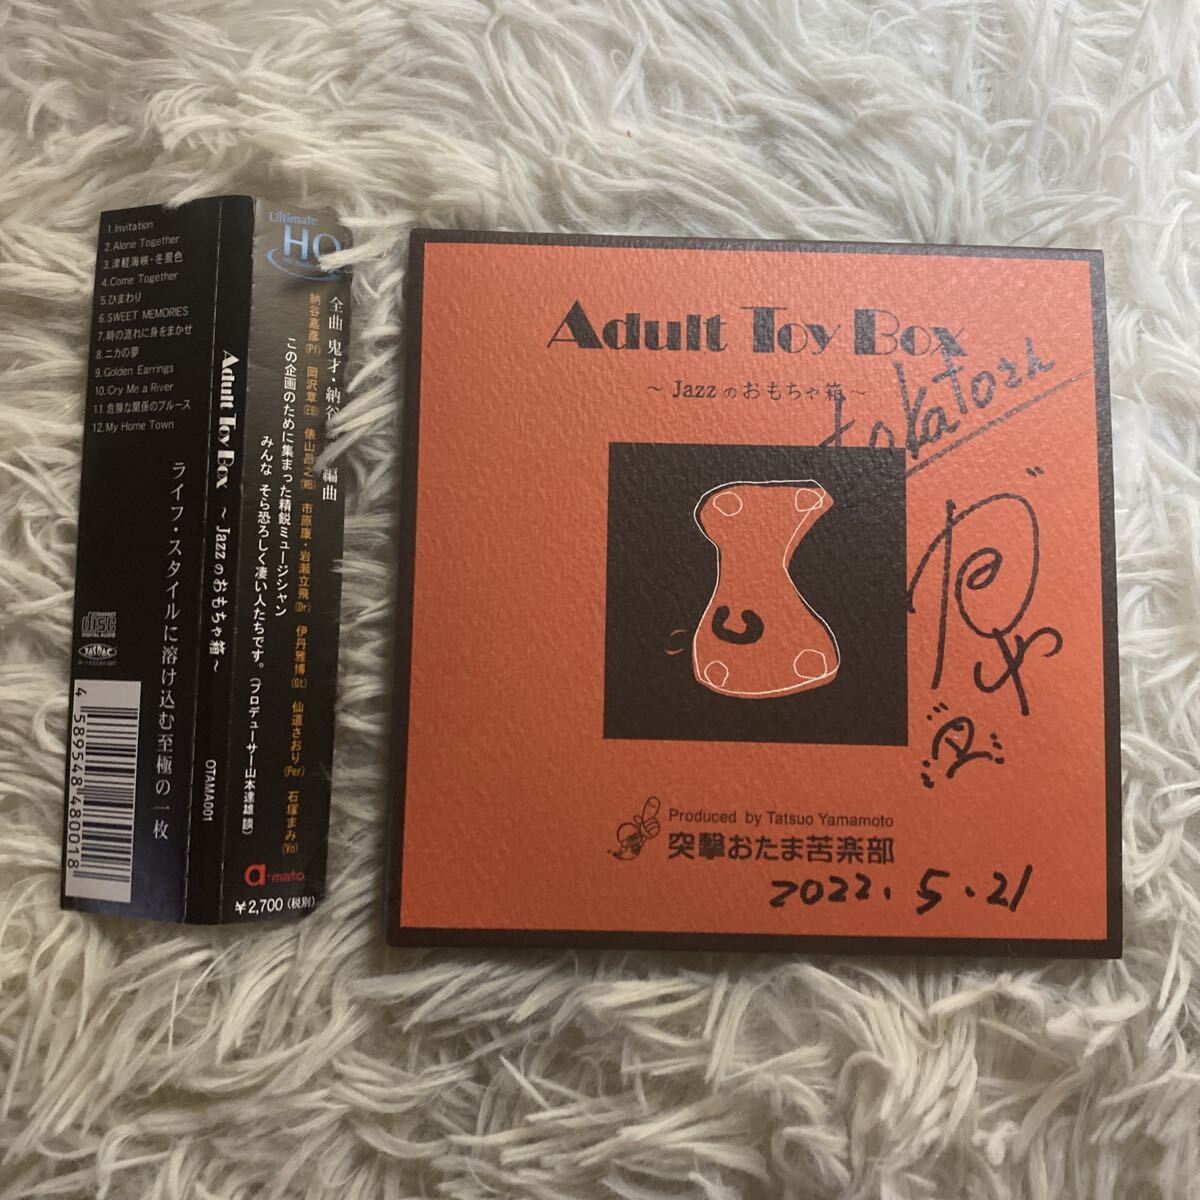 1.Invitation
2.Alone Together
3.津軽海峡・冬景色
4.Come Together
5.ひまわり
6.SWEET MEMORIES
7.時の流れに身をまかせ
8.ニカの夢
9.Golden Earrings
10.Cry Me a River
11.危険な関係のブルース
12.My Home Town
ライフ・スタイルに溶け込む至極の一枚
COMPACT
disc
DIGITAL AUDIO
JASRAC
4 589548 480018
Adult Toy Box ～Jazzのおもちゃ箱～
OTAMA001
Ultimate
HQ
全曲 鬼才・納谷 編曲
納谷嘉彦(Pf) 岡沢章(EB) 俵山昌之(WB) 市原康・岩瀬立飛(Dr) 伊丹雅博(Gt) 仙道さおり(Per) 石塚まみ(Vo)
この企画のために集まった精鋭ミュージシャン
みんな そら恐ろしく凄い人たちです。(プロデューサー山本達雄談)
a-mato
￥2,700(税別)
Adult Toy Box
～Jazzのおもちゃ箱～
Produced by Tatsuo Yamamoto
突撃おたま苦楽部
2022.5.21